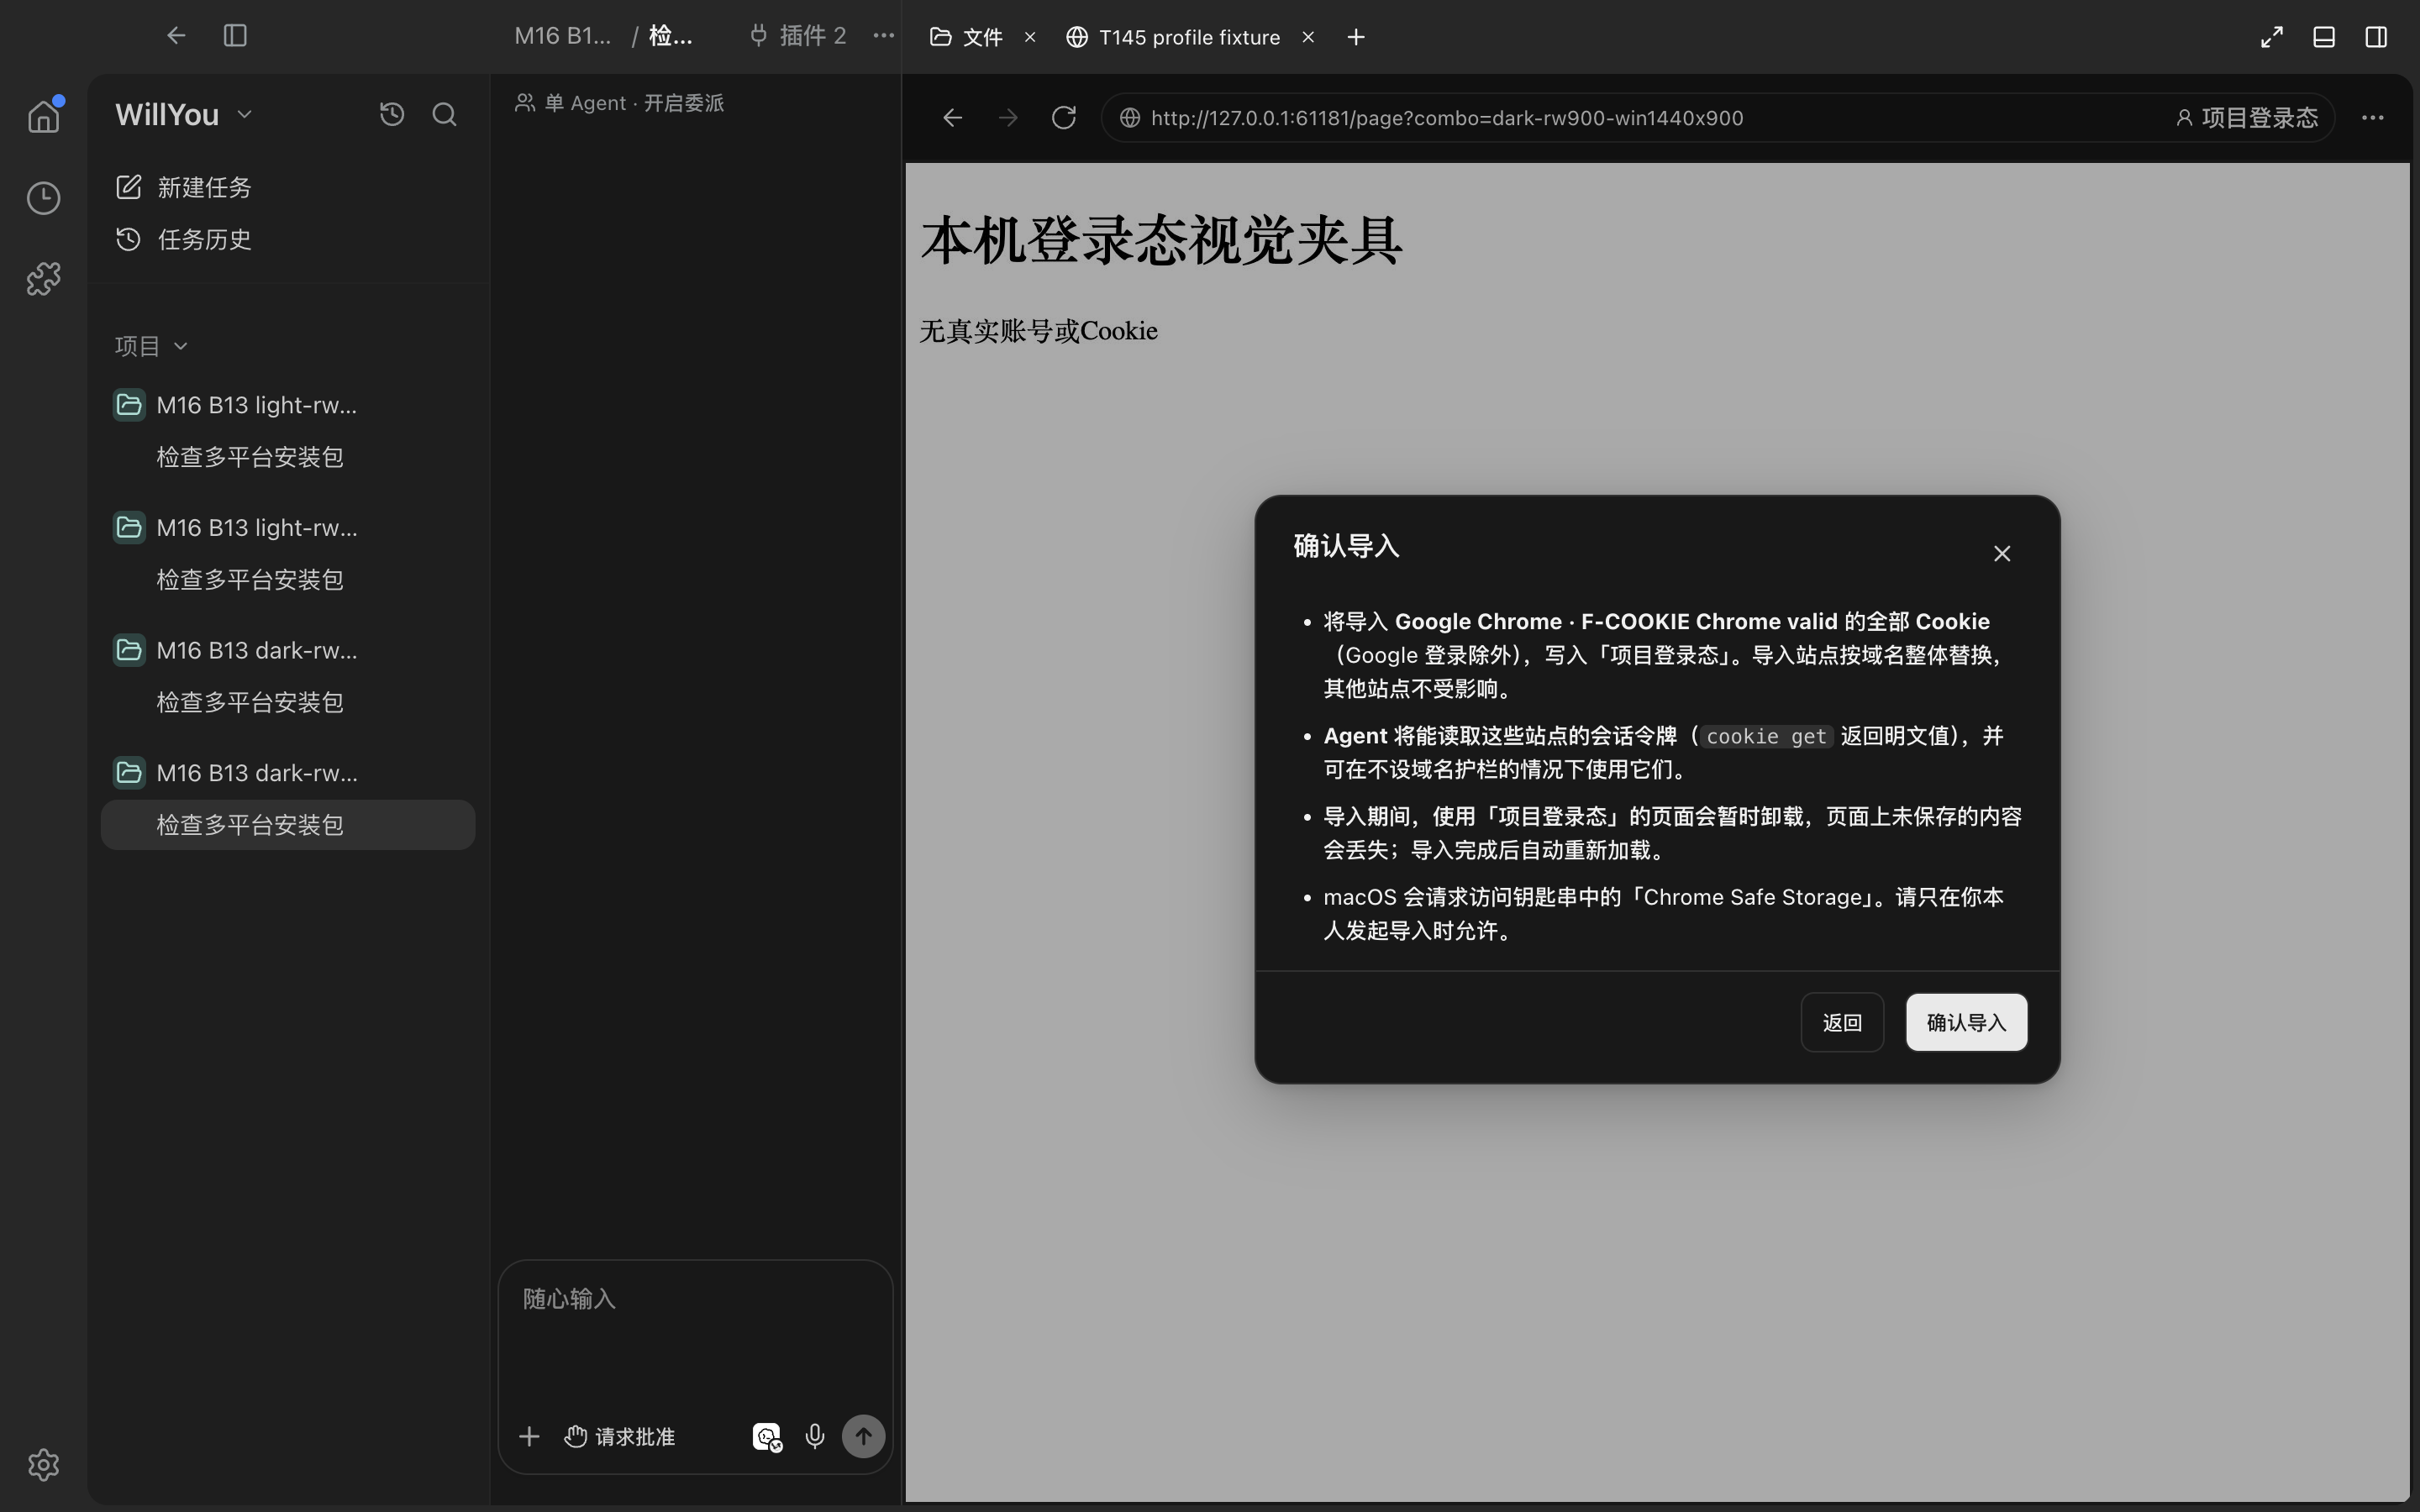 M16 B1... / 检...
插件 2
文件
T145 profile fixture
WillYou
新建任务
任务历史
项目
M16 B13 light-rw...
检查多平台安装包
M16 B13 light-rw...
检查多平台安装包
M16 B13 dark-rw...
检查多平台安装包
M16 B13 dark-rw...
检查多平台安装包
单 Agent · 开启委派
随心输入
请求批准
http://127.0.0.1:61181/page?combo=dark-rw900-win1440x900
项目登录态
本机登录态视觉夹具
无真实账号或Cookie
确认导入
将导入 Google Chrome · F-COOKIE Chrome valid 的全部 Cookie
（Google 登录除外），写入「项目登录态」。导入站点按域名整体替换，
其他站点不受影响。
Agent 将能读取这些站点的会话令牌（cookie get 返回明文值），并
可在不设域名护栏的情况下使用它们。
导入期间，使用「项目登录态」的页面会暂时卸载，页面上未保存的内容
会丢失；导入完成后自动重新加载。
macOS 会请求访问钥匙串中的「Chrome Safe Storage」。请只在你本
人发起导入时允许。
返回
确认导入